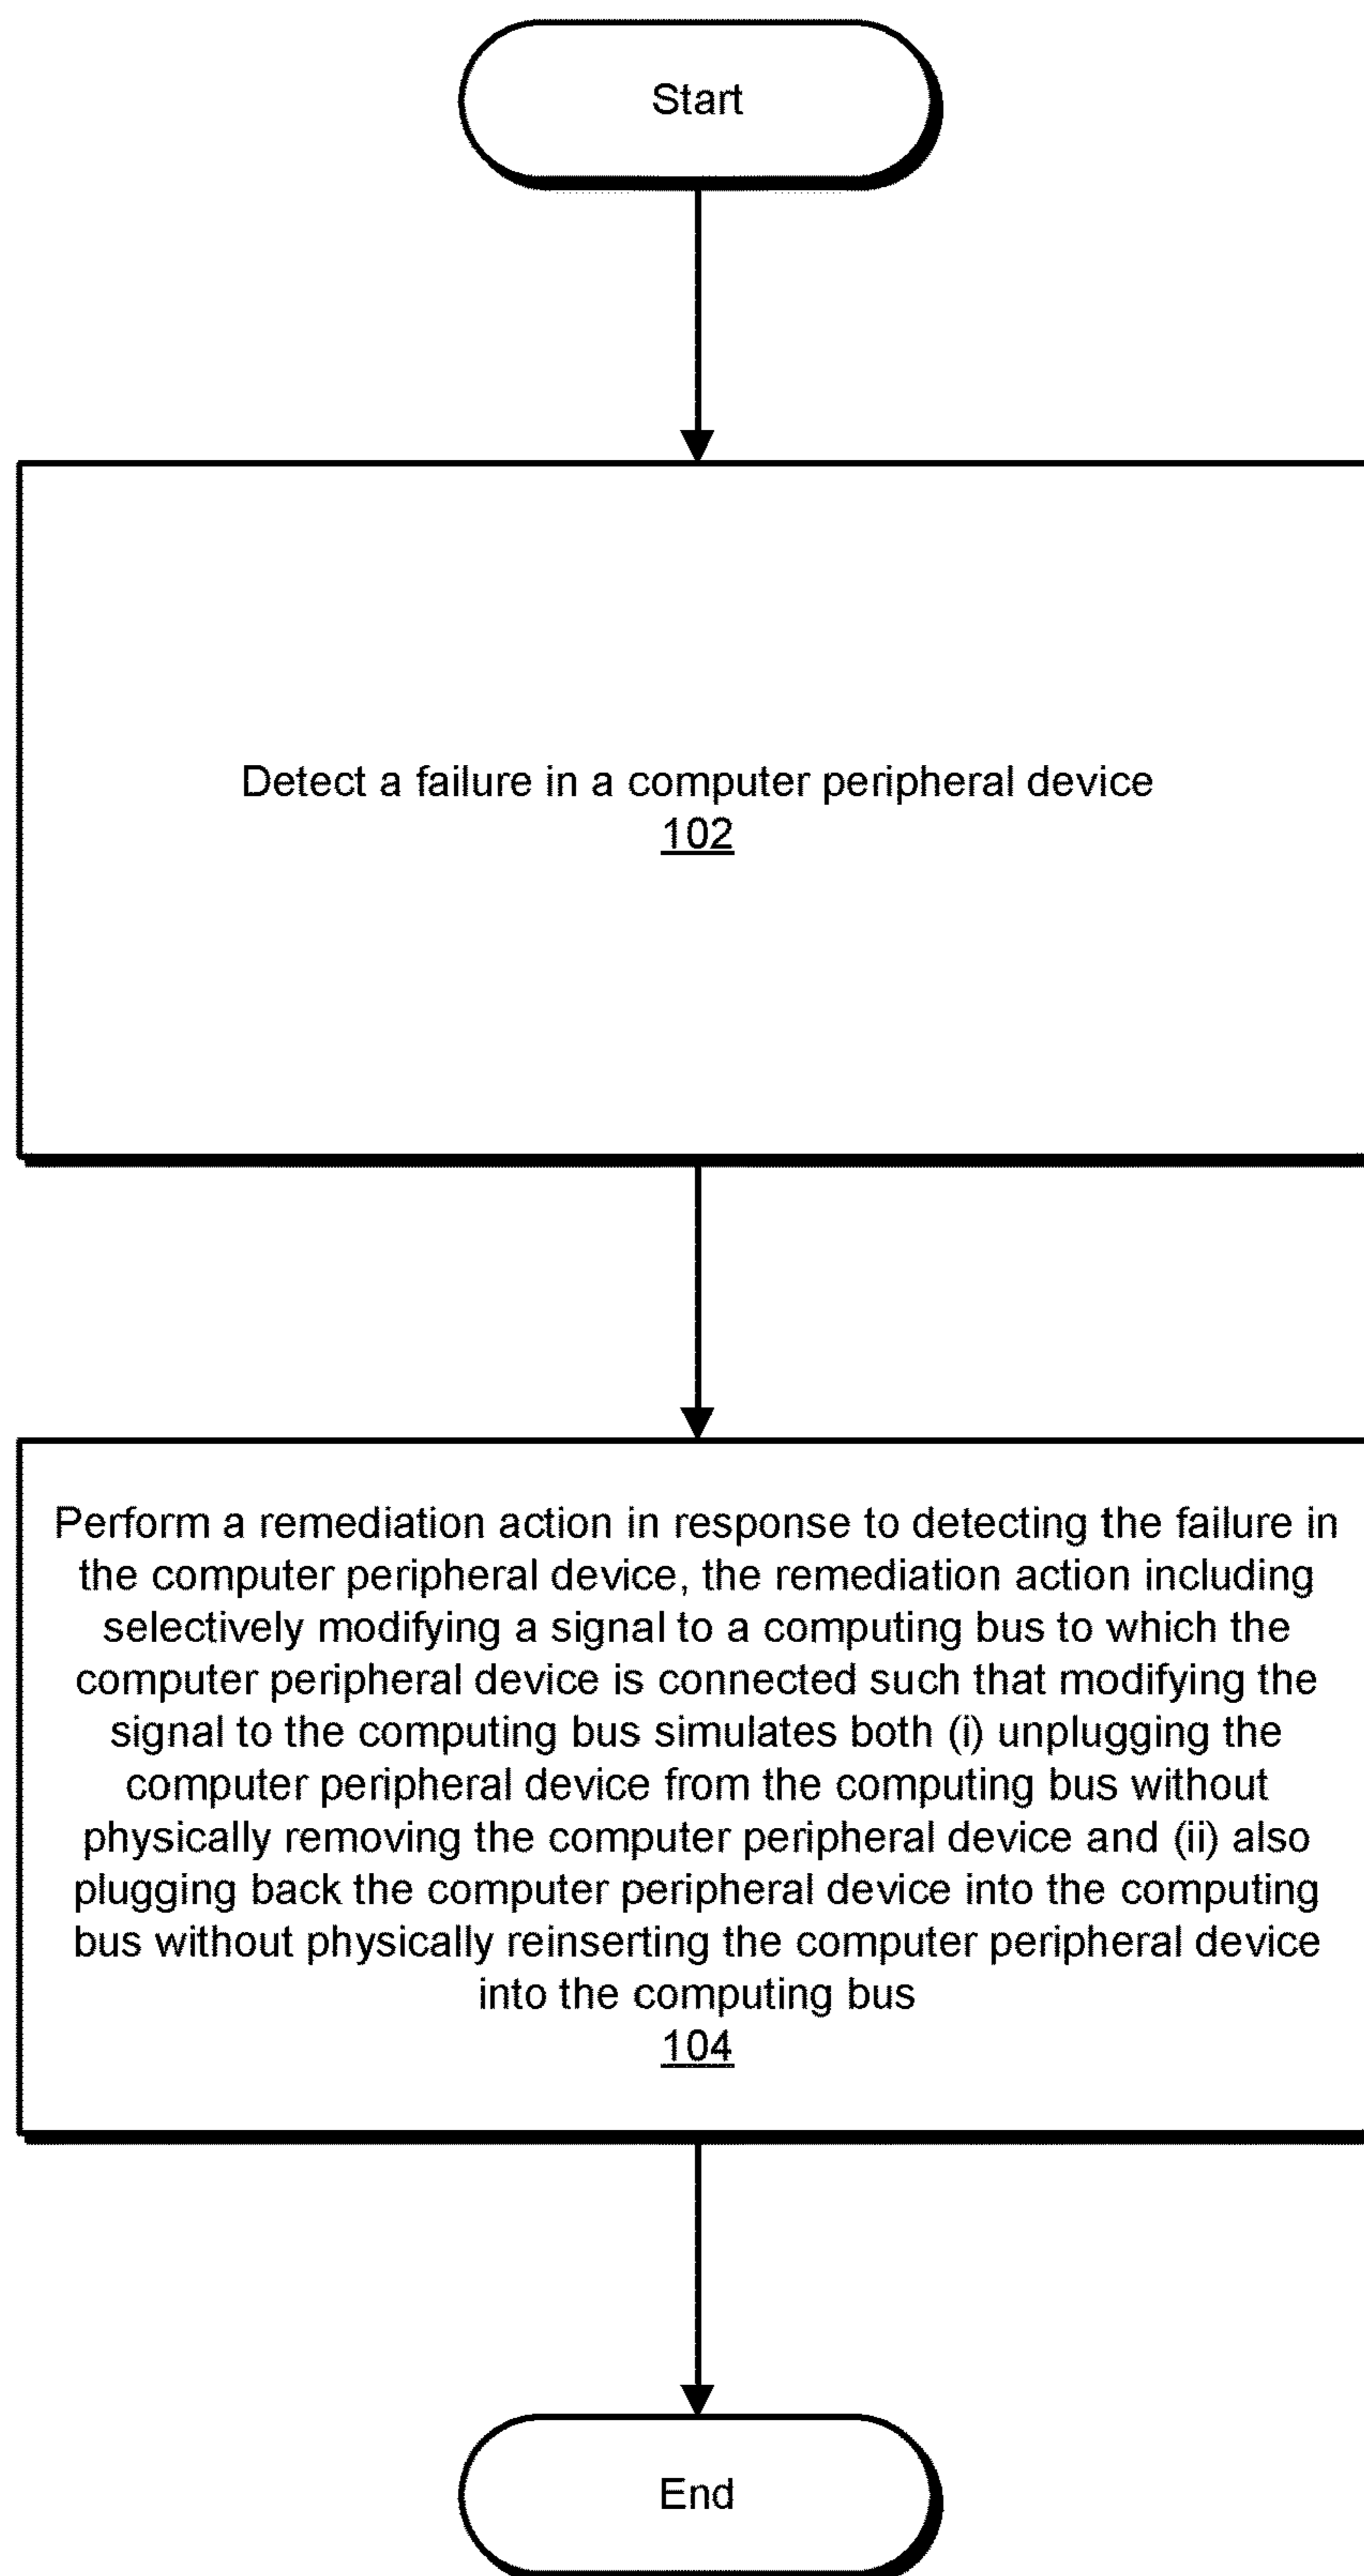 Start
Detect a failure in a computer peripheral device
102
Perform a remediation action in response to detecting the failure in
the computer peripheral device, the remediation action including
selectively modifying a signal to a computing bus to which the
computer peripheral device is connected such that modifying the
signal to the computing bus simulates both (i) unplugging the
computer peripheral device from the computing bus without
physically removing the computer peripheral device and (ii) also
plugging back the computer peripheral device into the computing
bus without physically reinserting the computer peripheral device
into the computing bus
104
End